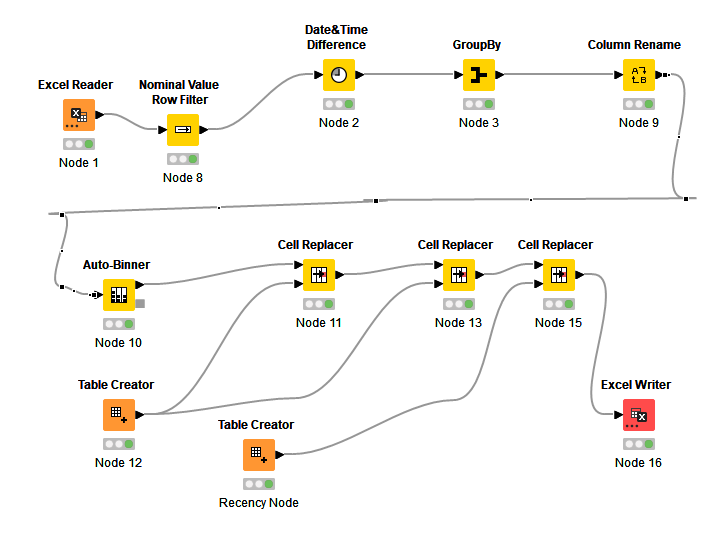 Date&Time
Difference
GroupBy
Column Rename
Excel Reader
Nominal Value
Row Filter
Node 2
Node 3
Node 9
Node 1
Node 8
Auto-Binner
Cell Replacer
Cell Replacer
Cell Replacer
Node 10
Node 11
Node 13
Node 15
Table Creator
Table Creator
Excel Writer
Node 12
Recency Node
Node 16